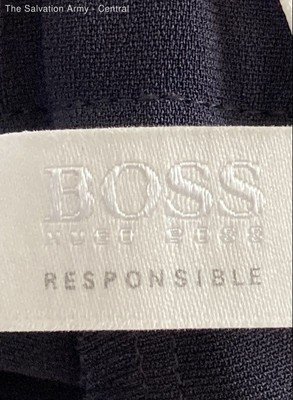 The Salvation Army - Central
BOSS
HUGO BOSS
RESPONSIBLE